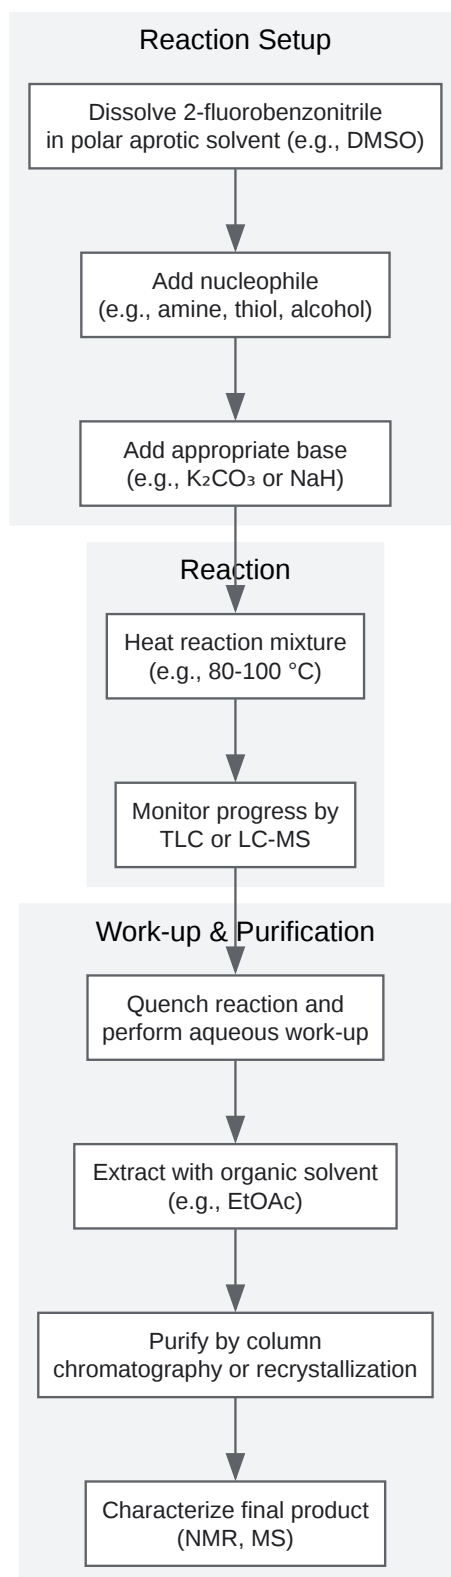 Reaction Setup
Dissolve 2-fluorobenzonitrile
in polar aprotic solvent (e.g., DMSO)
Add nucleophile
(e.g., amine, thiol, alcohol)
Add appropriate base
(e.g., K₂CO₃ or NaH)
Reaction
Heat reaction mixture
(e.g., 80-100 °C)
Monitor progress by
TLC or LC-MS
Work-up & Purification
Quench reaction and
perform aqueous work-up
Extract with organic solvent
(e.g., EtOAc)
Purify by column
chromatography or recrystallization
Characterize final product
(NMR, MS)